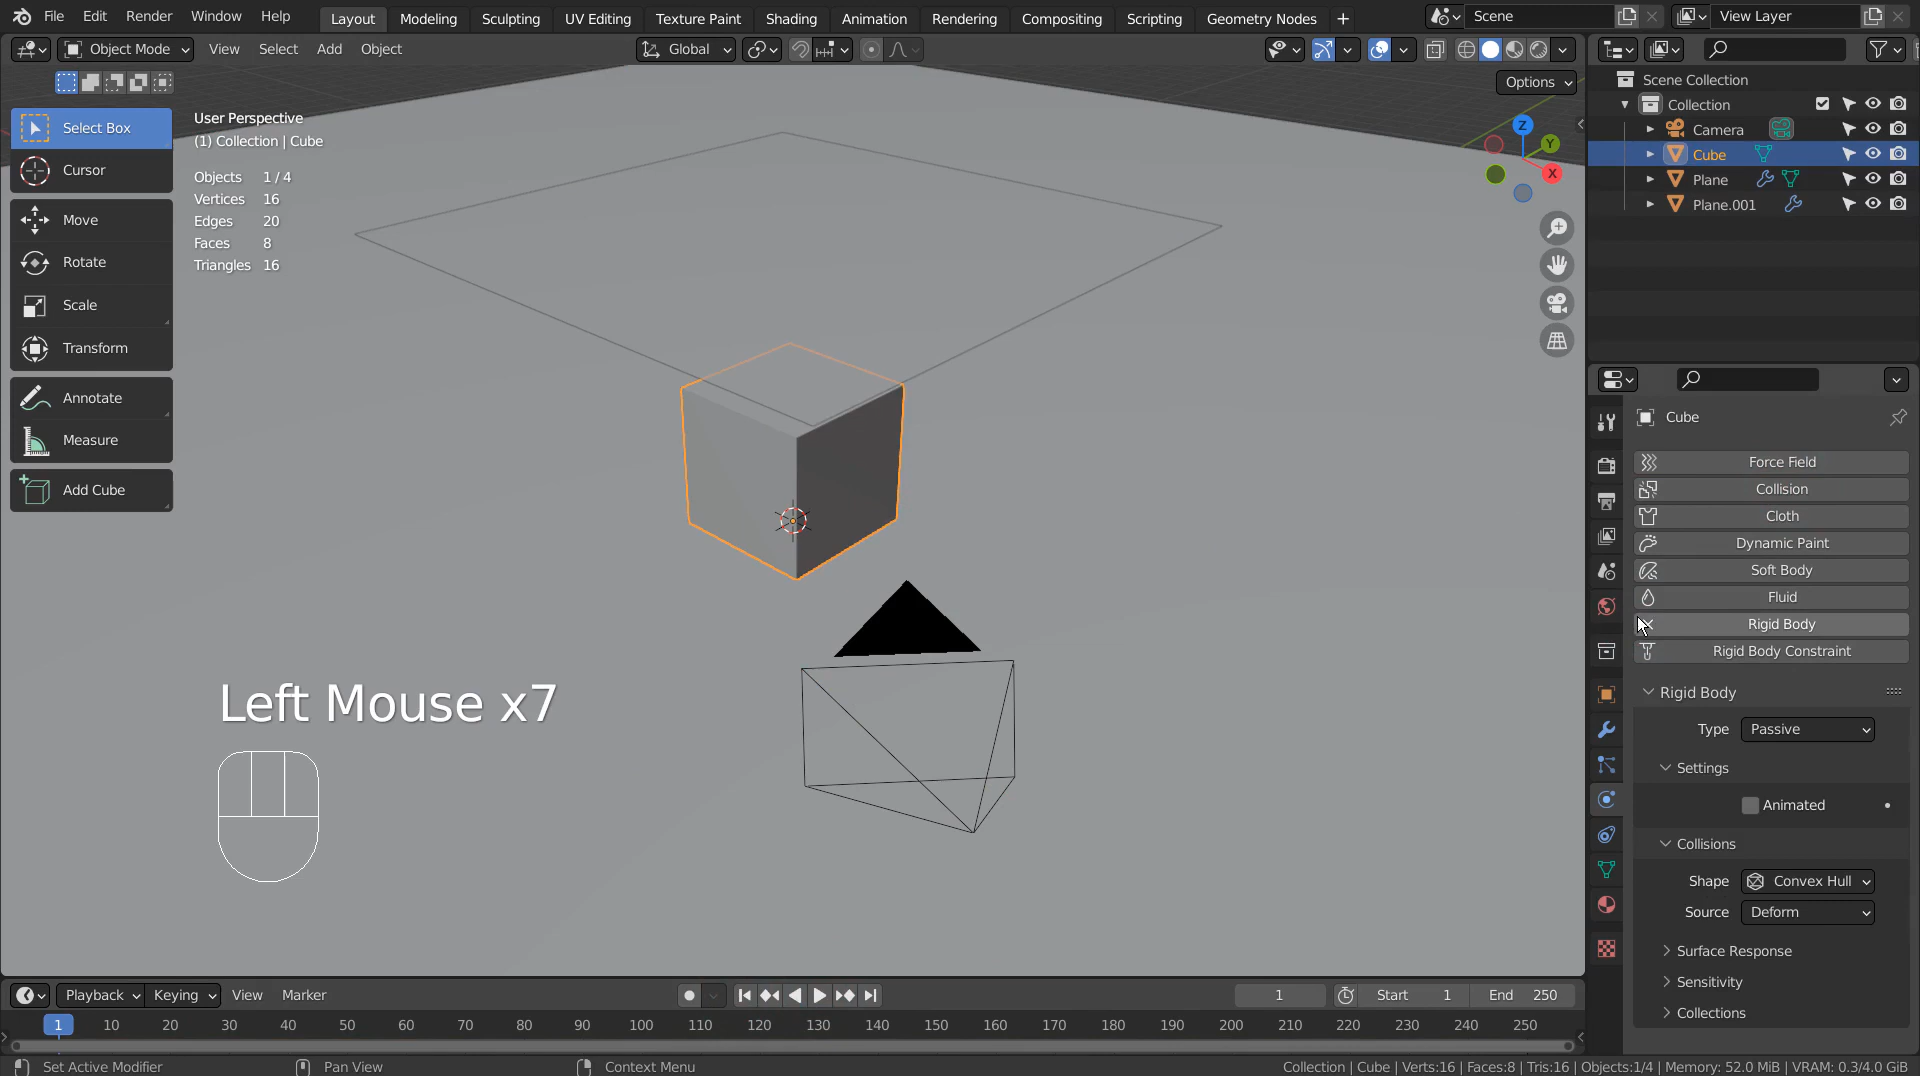 File Edit Render Window Help Layout Modeling Sculpting UV Editing Texture Paint Shading Animation Rendering Compositing Scripting Geometry Nodes + Scene View Layer
Object Mode View Select Add Object Global
Options
Select Box
Cursor
Move
Rotate
Scale
Transform
Annotate
Measure
Add Cube
User Perspective
(1) Collection | Cube
Objects 1 / 4
Vertices 16
Edges 20
Faces 8
Triangles 16
Z
Y
X
Left Mouse x7
Scene Collection
Collection
Camera
Cube
Plane
Plane.001
Cube
Force Field
Collision
Cloth
Dynamic Paint
Soft Body
Fluid
Rigid Body
Rigid Body Constraint
Rigid Body
Type Passive
Settings
Animated
Collisions
Shape Convex Hull
Source Deform
Surface Response
Sensitivity
Collections
Playback Keying View Marker 1 Start 1 End 250
1 10 20 30 40 50 60 70 80 90 100 110 120 130 140 150 160 170 180 190 200 210 220 230 240 250
Set Active Modifier Pan View Context Menu Collection | Cube | Verts:16 | Faces:8 | Tris:16 | Objects:1/4 | Memory: 52.0 MiB | VRAM: 0.3/4.0 GiB